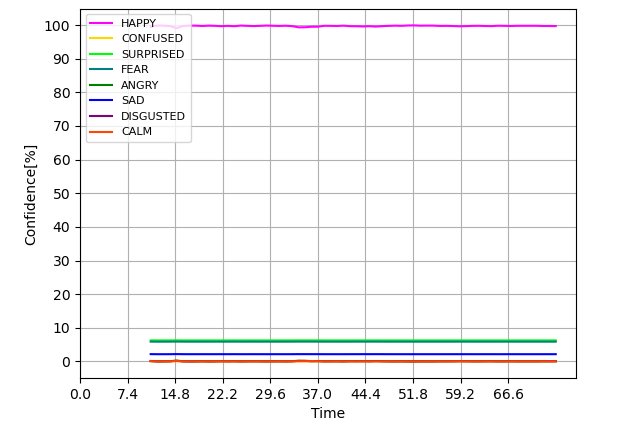 HAPPY
CONFUSED
SURPRISED
FEAR
ANGRY
SAD
DISGUSTED
CALM
100
90
80
70
60
50
40
30
20
10
0
Confidence[%]
0.0 7.4 14.8 22.2 29.6 37.0 44.4 51.8 59.2 66.6
Time